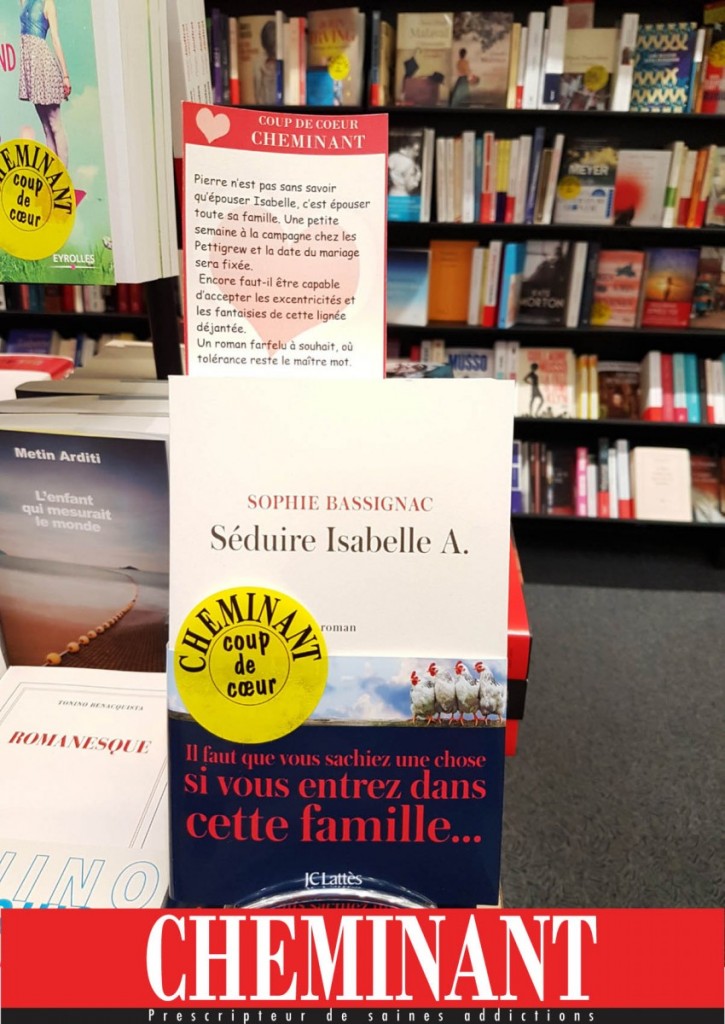 COUP DE COEUR
CHEMINANT
Pierre n'est pas sans savoir
qu'épouser Isabelle, c'est épouser
toute sa famille. Une petite
semaine à la campagne chez les
Pettigrew et la date du mariage
sera fixée.
Encore faut-il être capable
d'accepter les excentricités et
les fantaisies de cette lignée
déjantée.
Un roman farfelu à souhait, où
tolérance reste le maître mot.
CHEMINANT
coup
de
cœur
EYROLLES
Metin Arditi
L'enfant
qui mesurait
le monde
TONINO BENACQUISTA
ROMANESQUE
SOPHIE BASSIGNAC
Séduire Isabelle A.
roman
CHEMINANT
coup
de
cœur
Il faut que vous sachiez une chose
si vous entrez dans
cette famille...
JC Lattès
MEYER
MORTON
MUSSO
CHEMINANT
Prescripteur de saines addictions